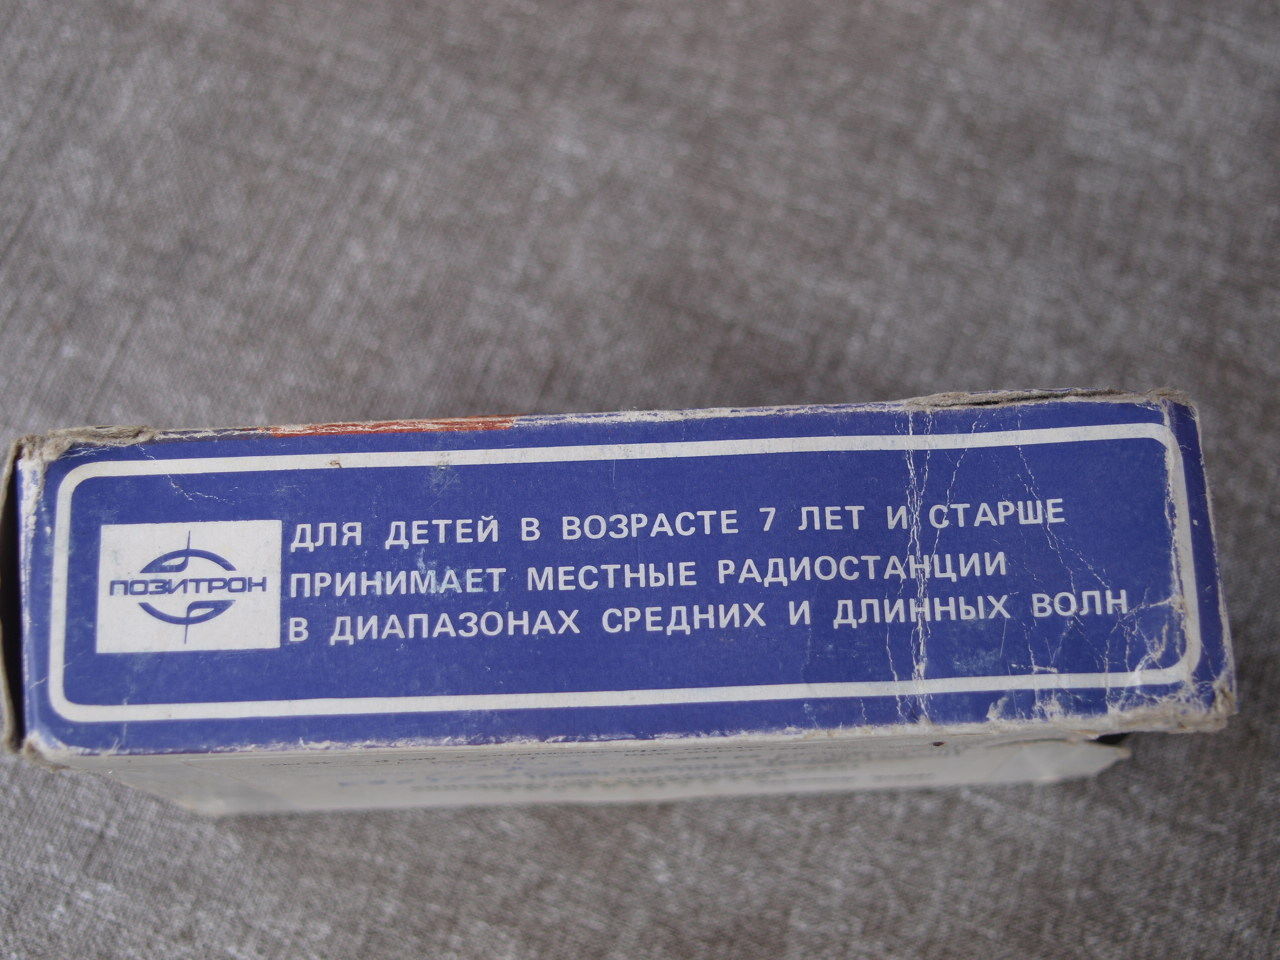 ПОЗИТРОН
ДЛЯ ДЕТЕЙ В ВОЗРАСТЕ 7 ЛЕТ И СТАРШЕ
ПРИНИМАЕТ МЕСТНЫЕ РАДИОСТАНЦИИ
В ДИАПАЗОНАХ СРЕДНИХ И ДЛИННЫХ ВОЛН